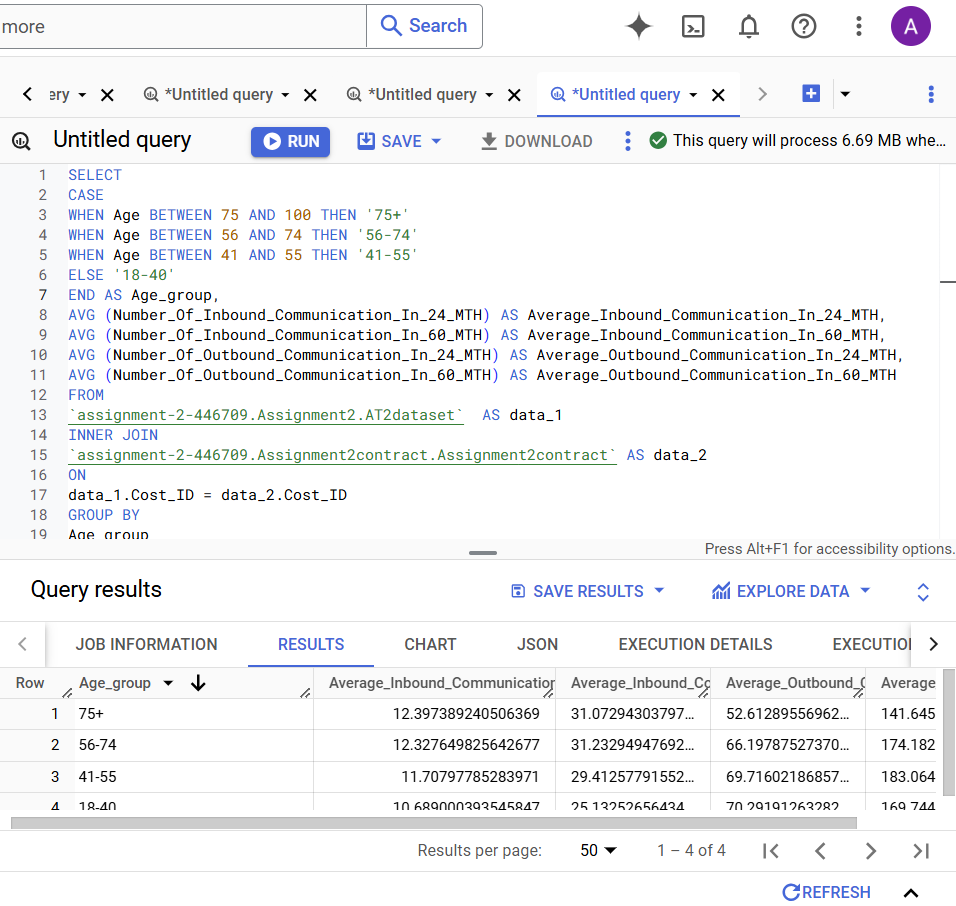 more Search A
ery *Untitled query *Untitled query *Untitled query
Untitled query RUN SAVE DOWNLOAD This query will process 6.69 MB whe...
1 SELECT
2 CASE
3 WHEN Age BETWEEN 75 AND 100 THEN '75+'
4 WHEN Age BETWEEN 56 AND 74 THEN '56-74'
5 WHEN Age BETWEEN 41 AND 55 THEN '41-55'
6 ELSE '18-40'
7 END AS Age_group,
8 AVG (Number_Of_Inbound_Communication_In_24_MTH) AS Average_Inbound_Communication_In_24_MTH,
9 AVG (Number_Of_Inbound_Communication_In_60_MTH) AS Average_Inbound_Communication_In_60_MTH,
10 AVG (Number_Of_Outbound_Communication_In_24_MTH) AS Average_Outbound_Communication_In_24_MTH,
11 AVG (Number_Of_Outbound_Communication_In_60_MTH) AS Average_Outbound_Communication_In_60_MTH
12 FROM
13 `assignment-2-446709.Assignment2.AT2dataset` AS data_1
14 INNER JOIN
15 `assignment-2-446709.Assignment2contract.Assignment2contract` AS data_2
16 ON
17 data_1.Cost_ID = data_2.Cost_ID
18 GROUP BY
19 Age_group
Press Alt+F1 for accessibility options.
Query results SAVE RESULTS EXPLORE DATA
JOB INFORMATION RESULTS CHART JSON EXECUTION DETAILS EXECUTION
Row Age_group Average_Inbound_Communication Average_Inbound_Co Average_Outbound_C Average
1 75+ 12.397389240506369 31.07294303797... 52.61289556962... 141.645
2 56-74 12.327649825642677 31.23294947692... 66.19787527370... 174.182
3 41-55 11.70797785283971 29.41257791552... 69.71602186857... 183.064
4 18-40 10.689000393545847 25.13252656434... 70.29191263282... 169.744
Results per page: 50 1 – 4 of 4
REFRESH